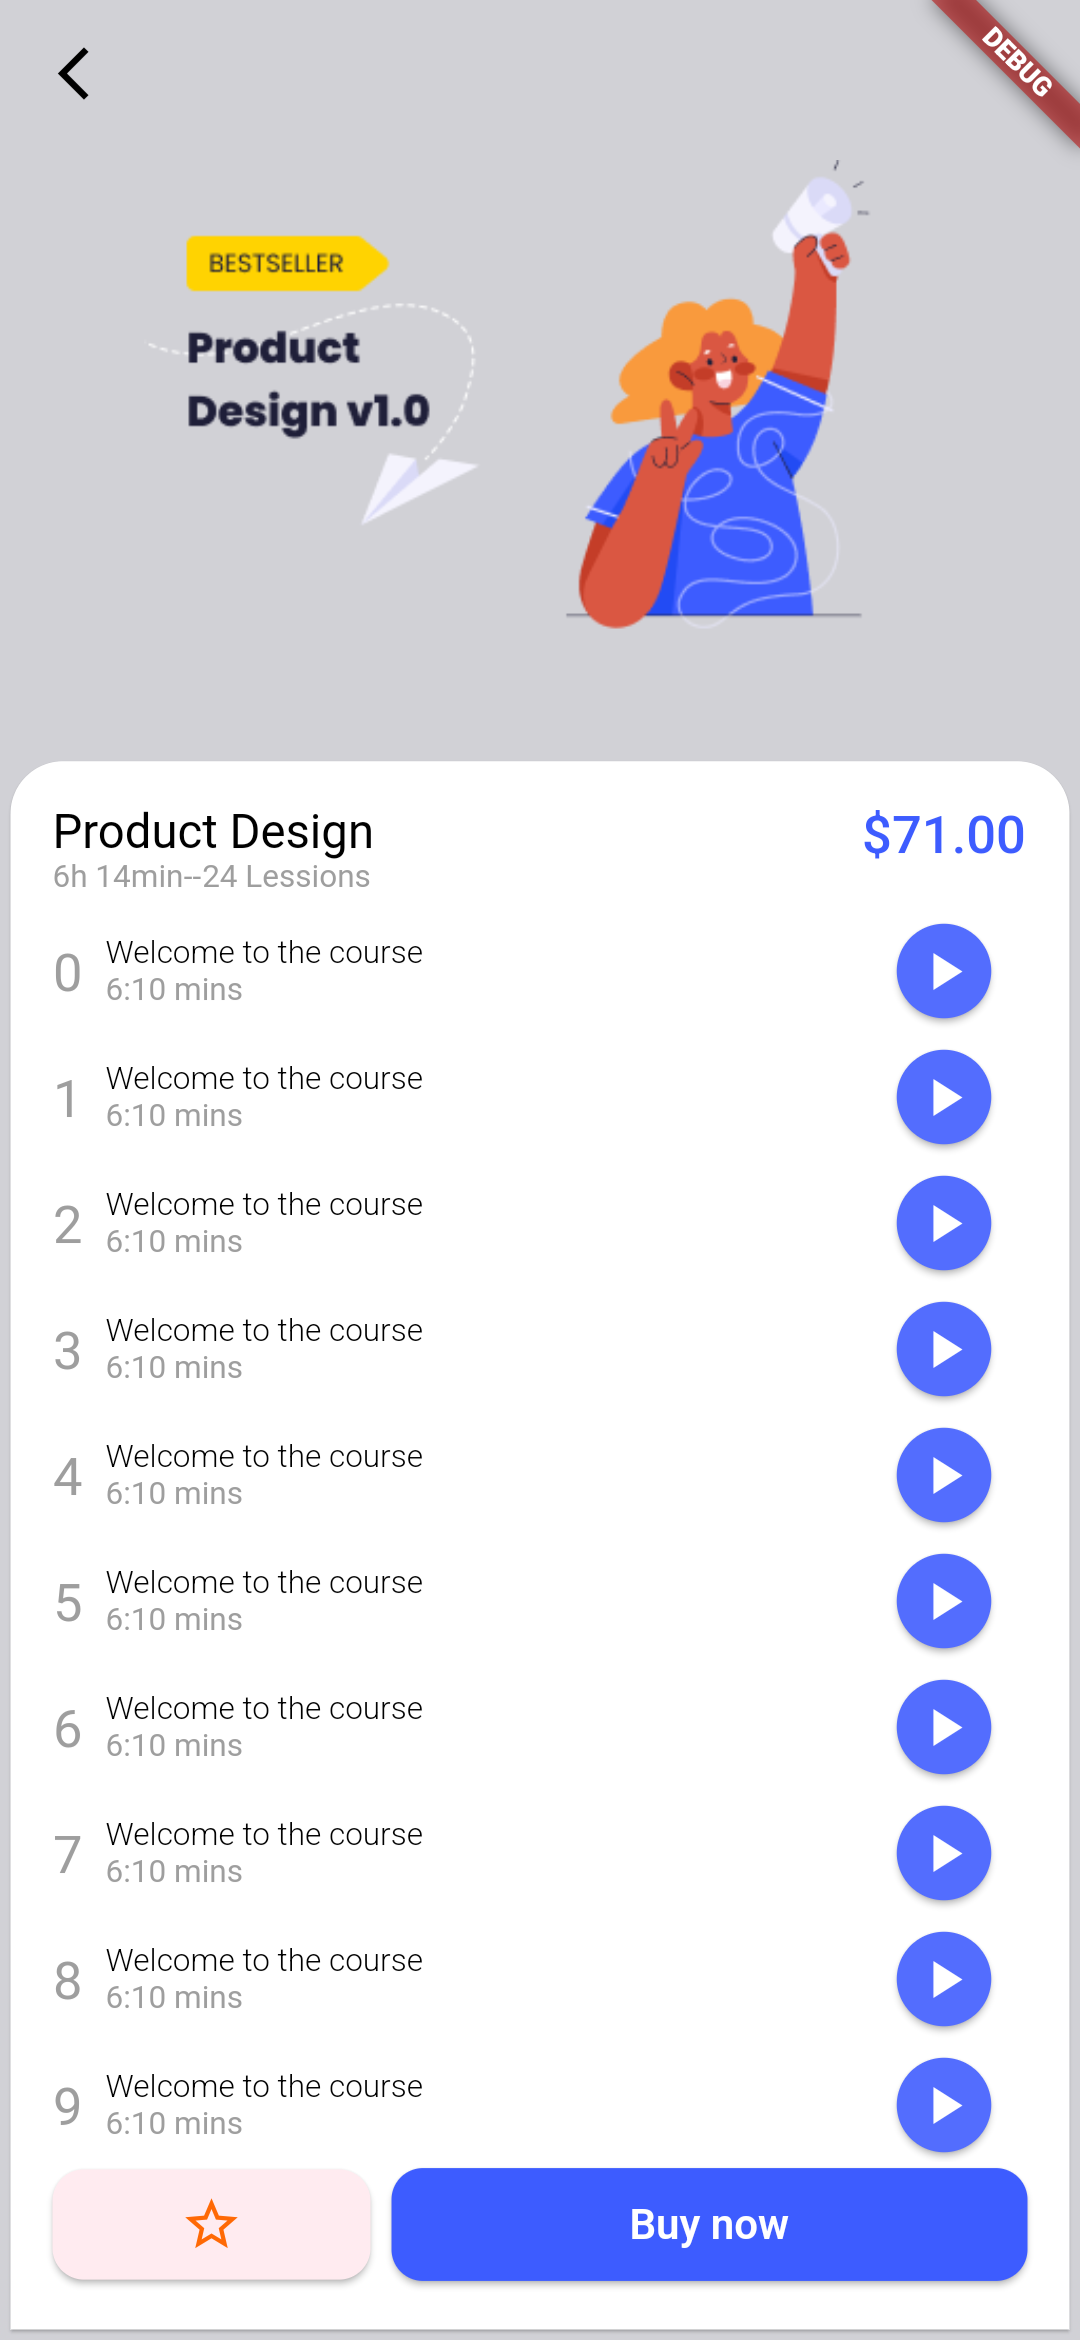 DEBUG
BESTSELLER
Product
Design v1.0
Product Design
$71.00
6h 14min--24 Lessions
0
Welcome to the course
6:10 mins
1
Welcome to the course
6:10 mins
2
Welcome to the course
6:10 mins
3
Welcome to the course
6:10 mins
4
Welcome to the course
6:10 mins
5
Welcome to the course
6:10 mins
6
Welcome to the course
6:10 mins
7
Welcome to the course
6:10 mins
8
Welcome to the course
6:10 mins
9
Welcome to the course
6:10 mins
Buy now